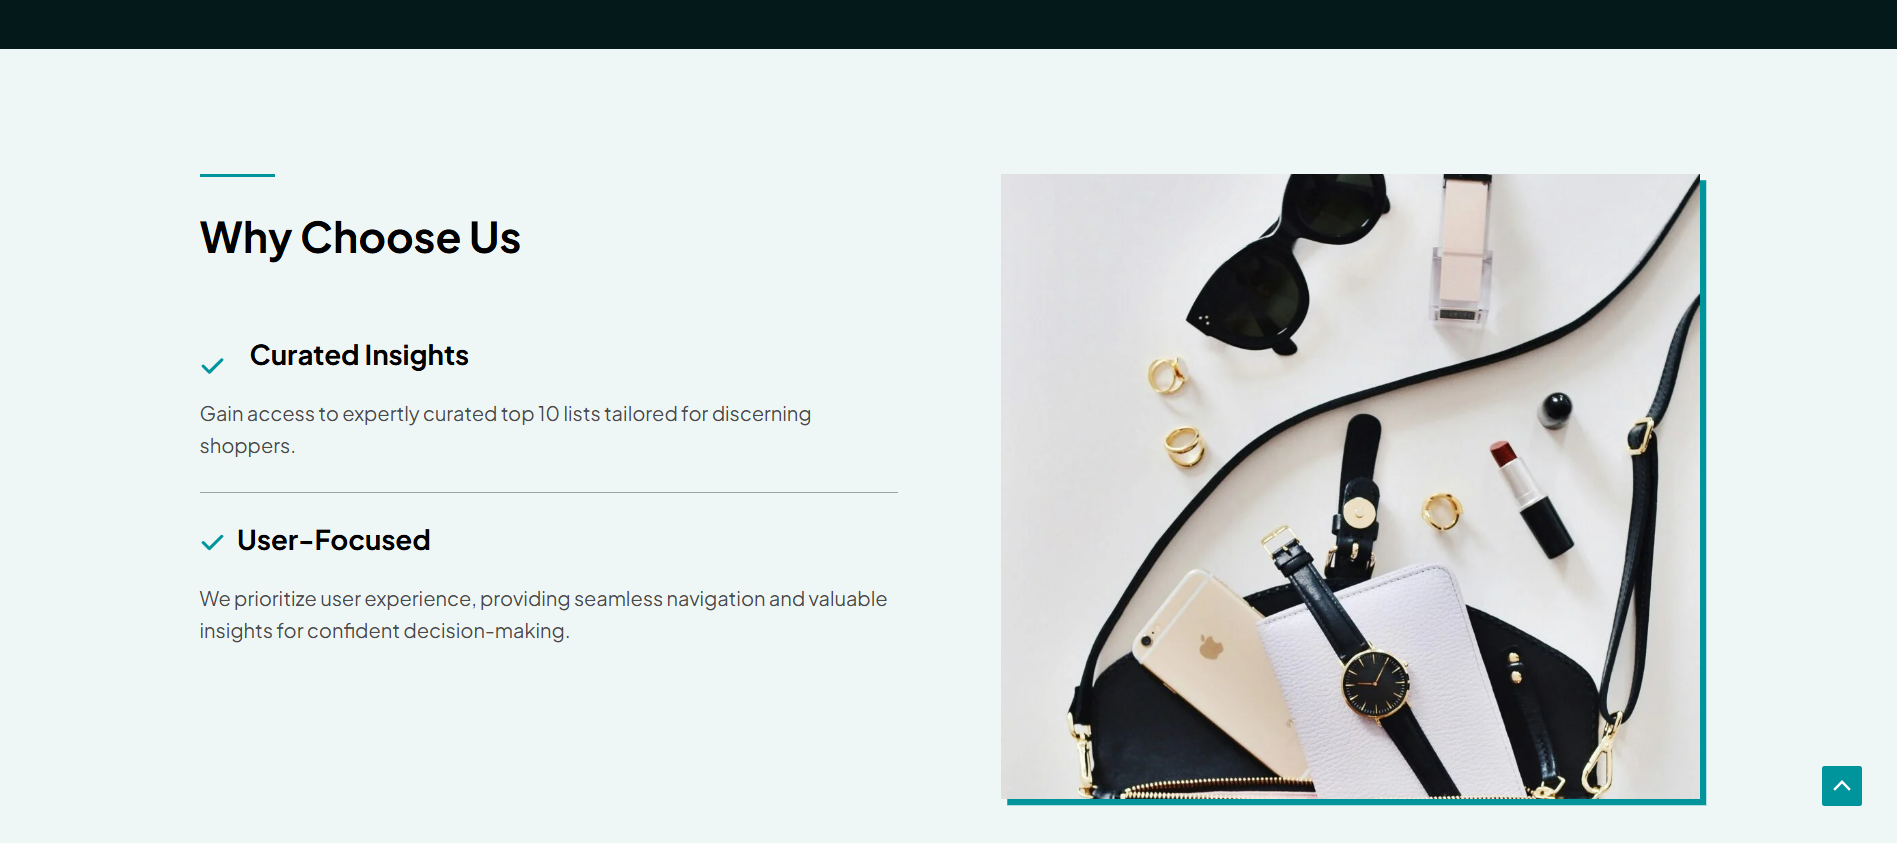 Why Choose Us
Curated Insights
Gain access to expertly curated top 10 lists tailored for discerning
shoppers.
User-Focused
We prioritize user experience, providing seamless navigation and valuable
insights for confident decision-making.